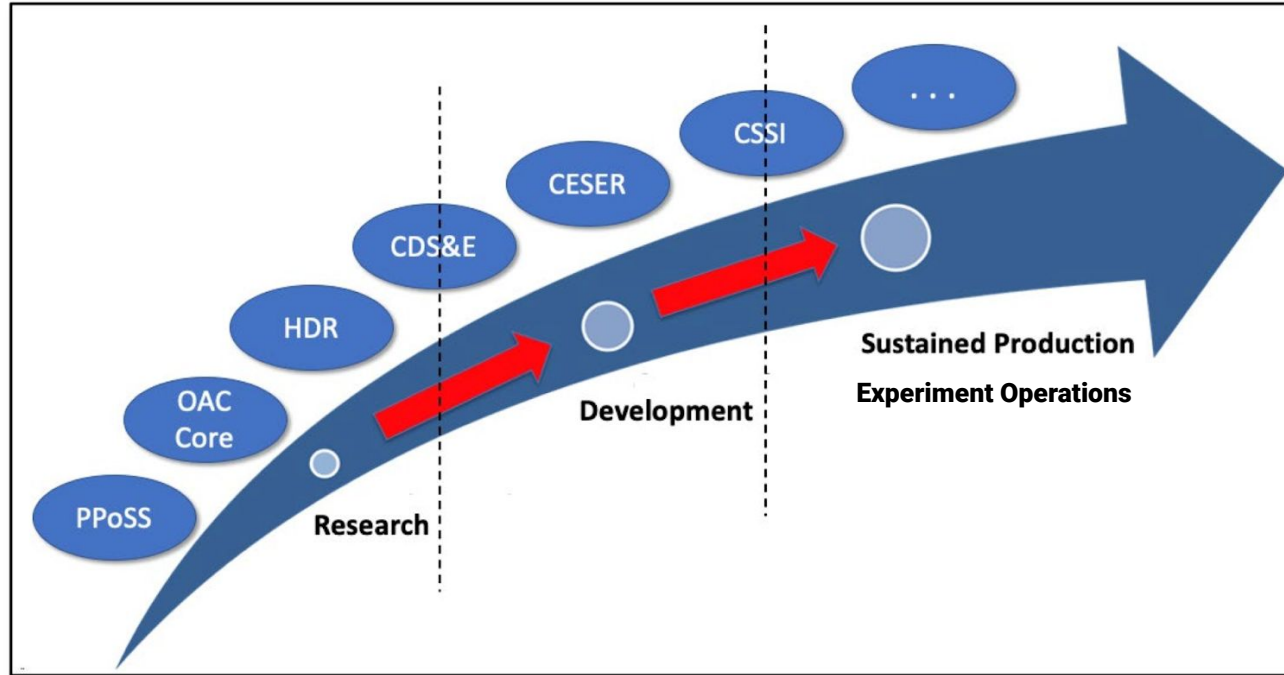 . . .
CSSI
CESER
CDS&E
HDR
OAC
Core
PPoSS
Research
Development
Sustained Production
Experiment Operations